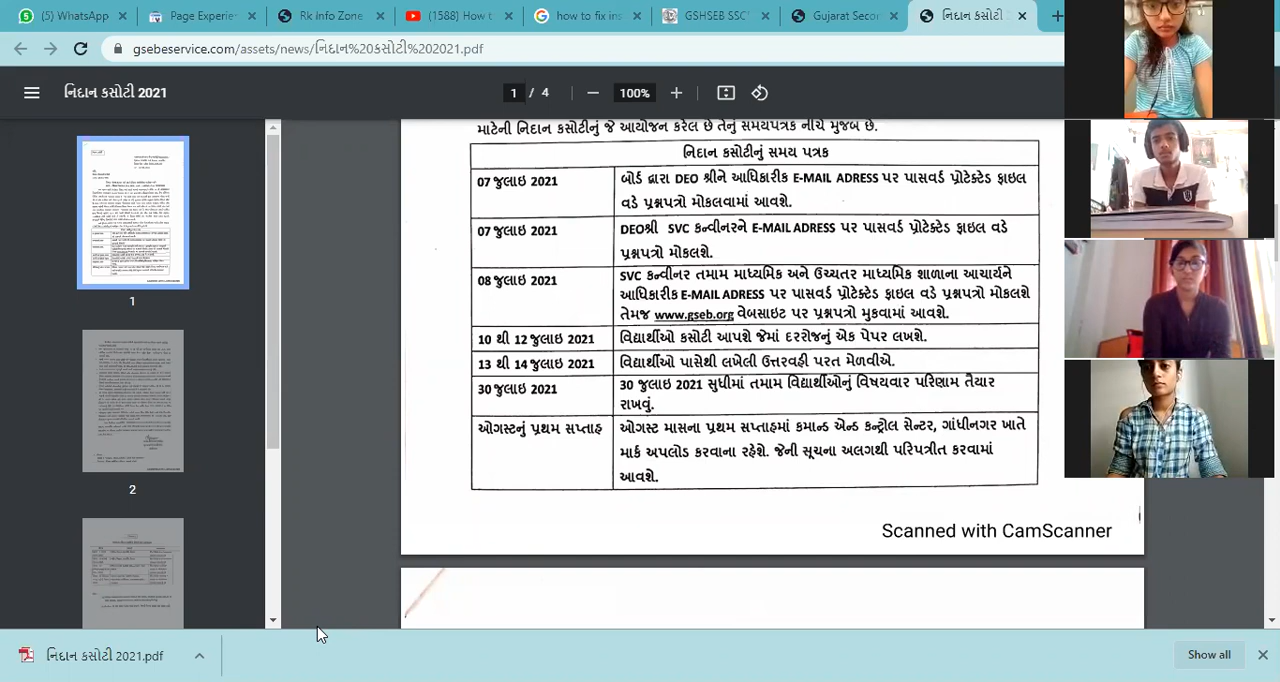 (5) WhatsApp
Page Experien
Rk Info Zone
(1588) How t
how to fix ins
GSHSEB SSC
Gujarat Secor
નિદાન કસોટી 2
gsebeservice.com/assets/news/નિદાન%20કસોટી%202021.pdf
નિદાન કસોટી 2021
1 / 4
100%
માટેની નિદાન કસોટીનું જે આયોજન કરેલ છે તેનું સમયપત્રક નીચે મુજબ છે.
નિદાન કસોટીનું સમય પત્રક
07 જુલાઇ 2021
બોર્ડ દ્વારા DEO શ્રીને આધિકારીક E-MAIL ADRESS પર પાસવર્ડ પ્રોટેક્ટેડ ફાઇલ
વડે પ્રશ્નપત્રો મોકલવામાં આવશે.
07 જુલાઇ 2021
DEOશ્રી SVC કન્વીનરને E-MAIL ADRESS પર પાસવર્ડ પ્રોટેક્ટેડ ફાઇલ વડે
પ્રશ્નપત્રો મોકલશે.
08 જુલાઇ 2021
SVC કન્વીનર તમામ માધ્યમિક અને ઉચ્ચતર માધ્યમિક શાળાના આચાર્યને
આધિકારીક E-MAIL ADRESS પર પાસવર્ડ પ્રોટેક્ટેડ ફાઇલ વડે પ્રશ્નપત્રો મોકલશે
તેમજ www.gseb.org વેબસાઇટ પર પ્રશ્નપત્રો મુકવામાં આવશે.
10 થી 12 જુલાઇ 2021
વિદ્યાર્થીઓ કસોટી આપશે જેમાં દરરોજનું એક પેપર લખશે.
13 થી 14 જુલાઇ 2021
વિદ્યાર્થીઓ પાસેથી લખેલી ઉત્તરવહી પરત મેળવીએ.
30 જુલાઇ 2021
30 જુલાઇ 2021 સુધીમાં તમામ વિદ્યાર્થીઓનું વિષયવાર પરિણામ તૈયાર
રાખવું.
ઓગસ્ટનું પ્રથમ સપ્તાહ
ઓગસ્ટ માસના પ્રથમ સપ્તાહમાં કમાન્ડ એન્ડ કન્ટ્રોલ સેન્ટર, ગાંધીનગર ખાતે
માર્ક અપલોડ કરવાના રહેશે. જેની સૂચના અલગથી પરિપત્રીત કરવામાં
આવશે.
Scanned with CamScanner
1
2
નિદાન કસોટી 2021.pdf
Show all